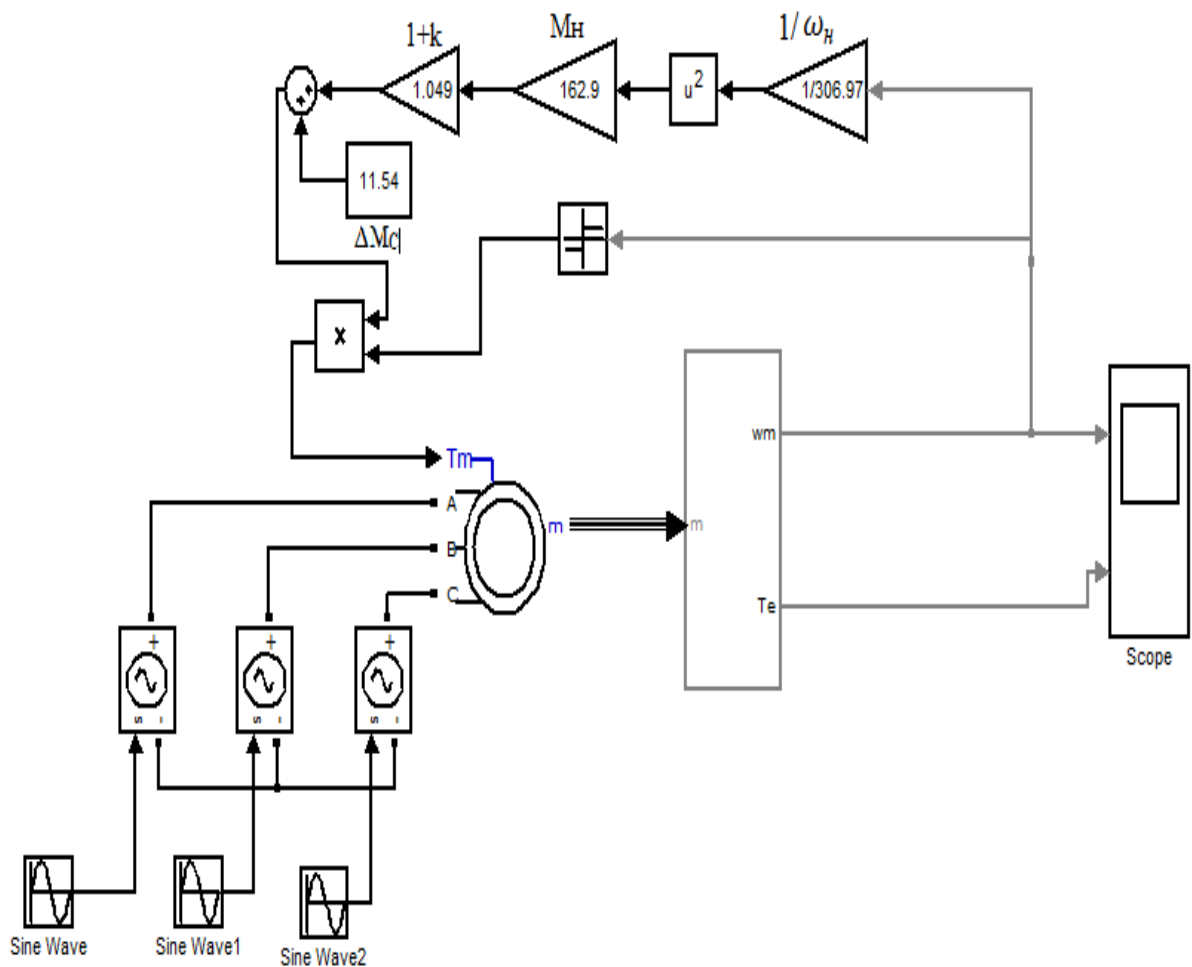 1+k
Mн
1/ωн
1.049
162.9
u²
1/306.97
11.54
ΔMc
x
wm
Tm
A
m
m
B
C
Te
+
+
+
s -
s -
s -
Scope
Sine Wave
Sine Wave1
Sine Wave2